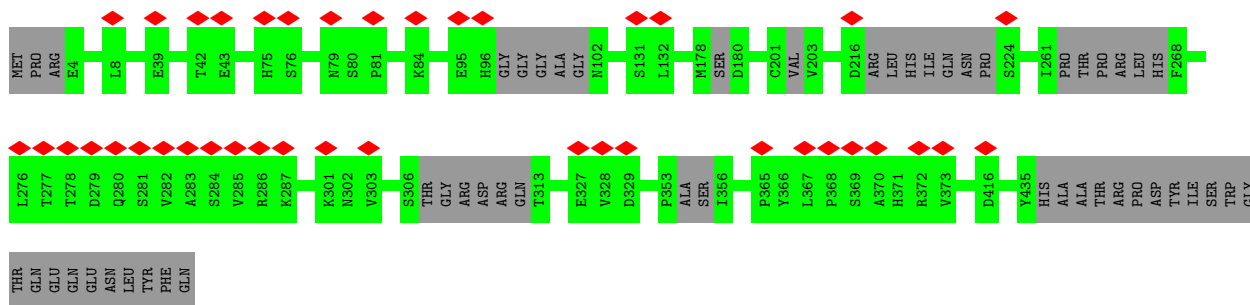 MET PRO ARG E4 L8 E39 T42 E43 H75 S76 N79 S80 P81 K84 E95 H96 GLY GLY GLY ALA GLY N102 S131 L132 M178 SER D180 C201 VAL V203 D216 ARG LEU HIS ILE GLN ASN PRO S224 I261 PRO THR PRO ARG LEU HIS F268
L276 T277 T278 D279 Q280 S281 V282 A283 S284 V285 R286 K287 K301 N302 V303 S306 THR GLY ARG ASP ARG GLN T313 E327 V328 D329 P353 ALA SER I356 P365 Y366 L367 P368 S369 A370 H371 R372 V373 D416 Y435 HIS ALA ALA THR ARG PRO ASP TYR ILE SER TRP GLY
THR GLN GLU GLN GLU ASN LEU TYR PHE GLN